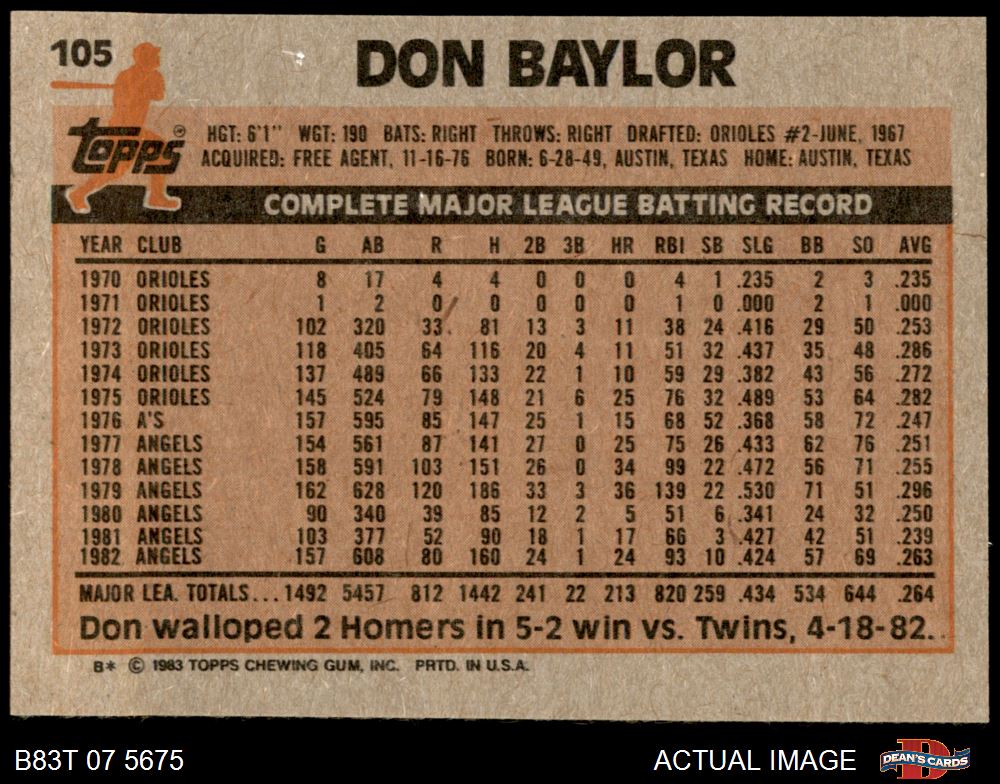 105
DON BAYLOR
Topps
HGT: 6'1" WGT: 190 BATS: RIGHT THROWS: RIGHT DRAFTED: ORIOLES #2-JUNE, 1967
ACQUIRED: FREE AGENT, 11-16-76 BORN: 6-28-49, AUSTIN, TEXAS HOME: AUSTIN, TEXAS
COMPLETE MAJOR LEAGUE BATTING RECORD
YEAR CLUB G AB R H 2B 3B HR RBI SB SLG BB SO AVG
1970 ORIOLES 8 17 4 4 0 0 0 4 1 .235 2 3 .235
1971 ORIOLES 1 2 0 0 0 0 0 1 0 .000 2 1 .000
1972 ORIOLES 102 320 33 81 13 3 11 38 24 .416 29 50 .253
1973 ORIOLES 118 405 64 116 20 4 11 51 32 .437 35 48 .286
1974 ORIOLES 137 489 66 133 22 1 10 59 29 .382 43 56 .272
1975 ORIOLES 145 524 79 148 21 6 25 76 32 .489 53 64 .282
1976 A'S 157 595 85 147 25 1 15 68 52 .368 58 72 .247
1977 ANGELS 154 561 87 141 27 0 25 75 26 .433 62 76 .251
1978 ANGELS 158 591 103 151 26 0 34 99 22 .472 56 71 .255
1979 ANGELS 162 628 120 186 33 3 36 139 22 .530 71 51 .296
1980 ANGELS 90 340 39 85 12 2 5 51 6 .341 24 32 .250
1981 ANGELS 103 377 52 90 18 1 17 66 3 .427 42 51 .239
1982 ANGELS 157 608 80 160 24 1 24 93 10 .424 57 69 .263
MAJOR LEA. TOTALS...1492 5457 812 1442 241 22 213 820 259 .434 534 644 .264
Don walloped 2 Homers in 5-2 win vs. Twins, 4-18-82.
B* © 1983 TOPPS CHEWING GUM, INC. PRTD. IN U.S.A.
B83T 07 5675
ACTUAL IMAGE
DEAN'S CARDS